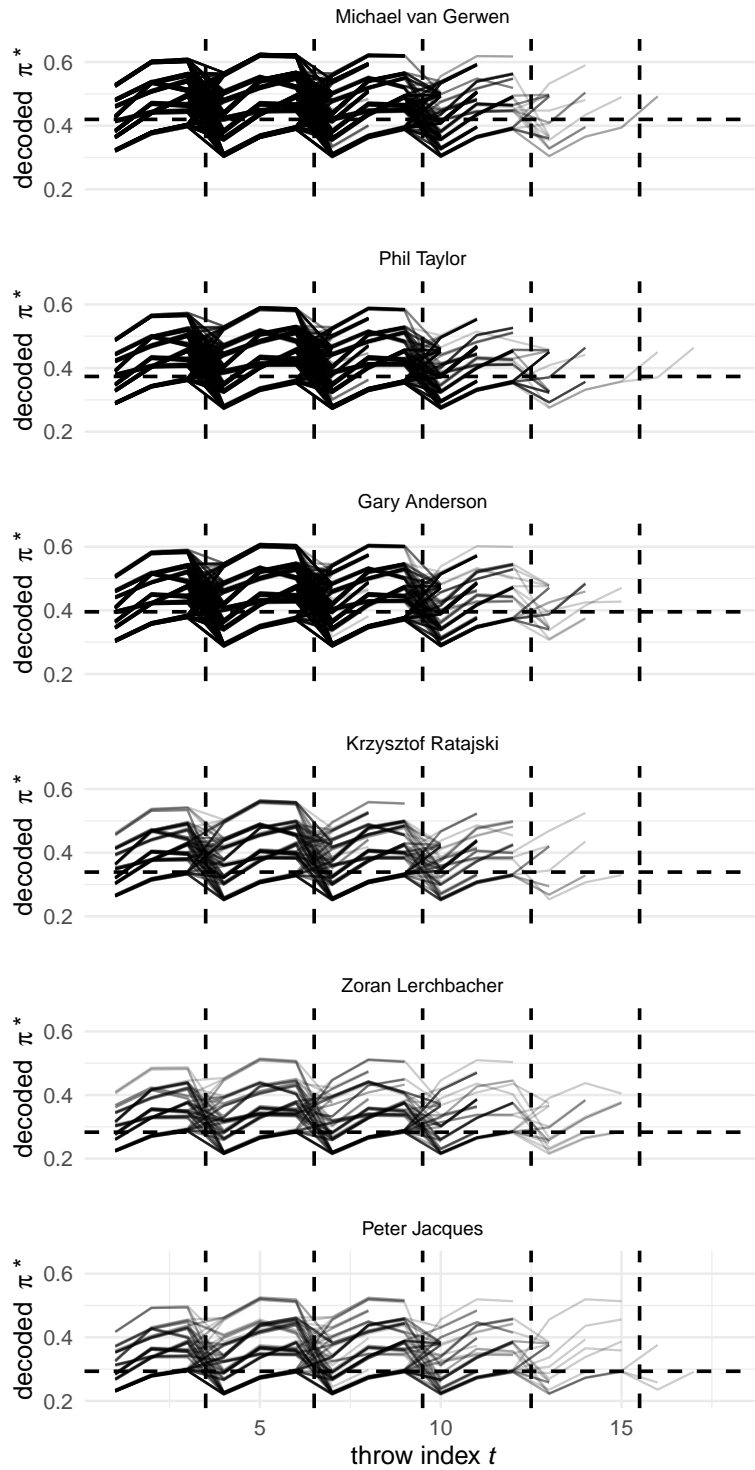 Michael van Gerwen
decoded π*
0.6
0.4
0.2
Phil Taylor
decoded π*
0.6
0.4
0.2
Gary Anderson
decoded π*
0.6
0.4
0.2
Krzysztof Ratajski
decoded π*
0.6
0.4
0.2
Zoran Lerchbacher
decoded π*
0.6
0.4
0.2
Peter Jacques
decoded π*
0.6
0.4
0.2
5 10 15
throw index t